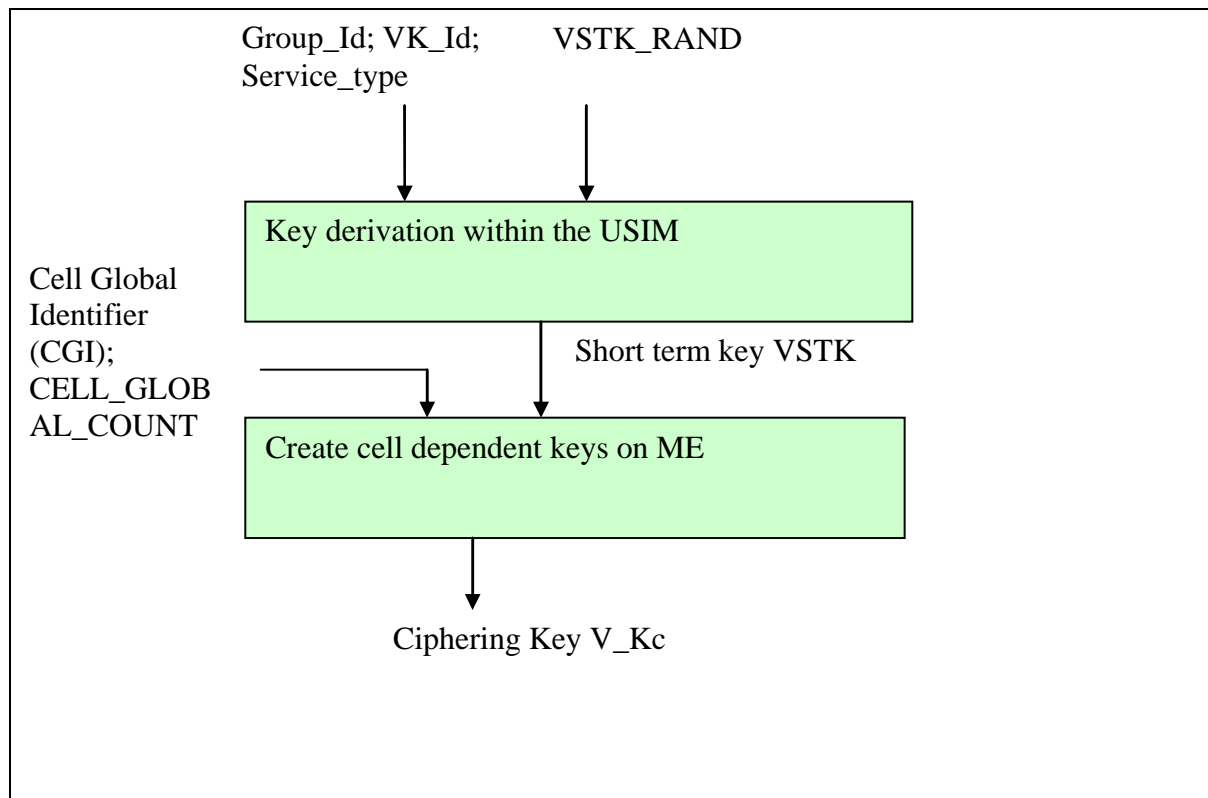 Group_Id; VK_Id;
Service_type
VSTK_RAND
Key derivation within the USIM
Cell Global
Identifier
(CGI);
CELL_GLOB
AL_COUNT
Short term key VSTK
Create cell dependent keys on ME
Ciphering Key V_Kc